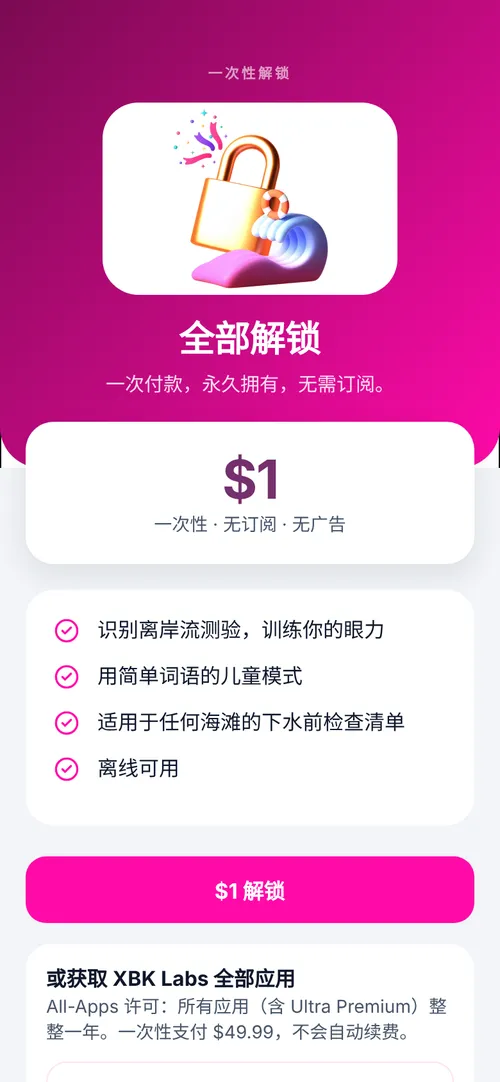 一次性解锁
全部解锁
一次付款，永久拥有，无需订阅。
$1
一次性 · 无订阅 · 无广告
识别离岸流测验，训练你的眼力
用简单词语的儿童模式
适用于任何海滩的下水前检查清单
离线可用
$1 解锁
或获取 XBK Labs 全部应用
All-Apps 许可：所有应用（含 Ultra Premium）整
整一年。一次性支付 $49.99，不会自动续费。